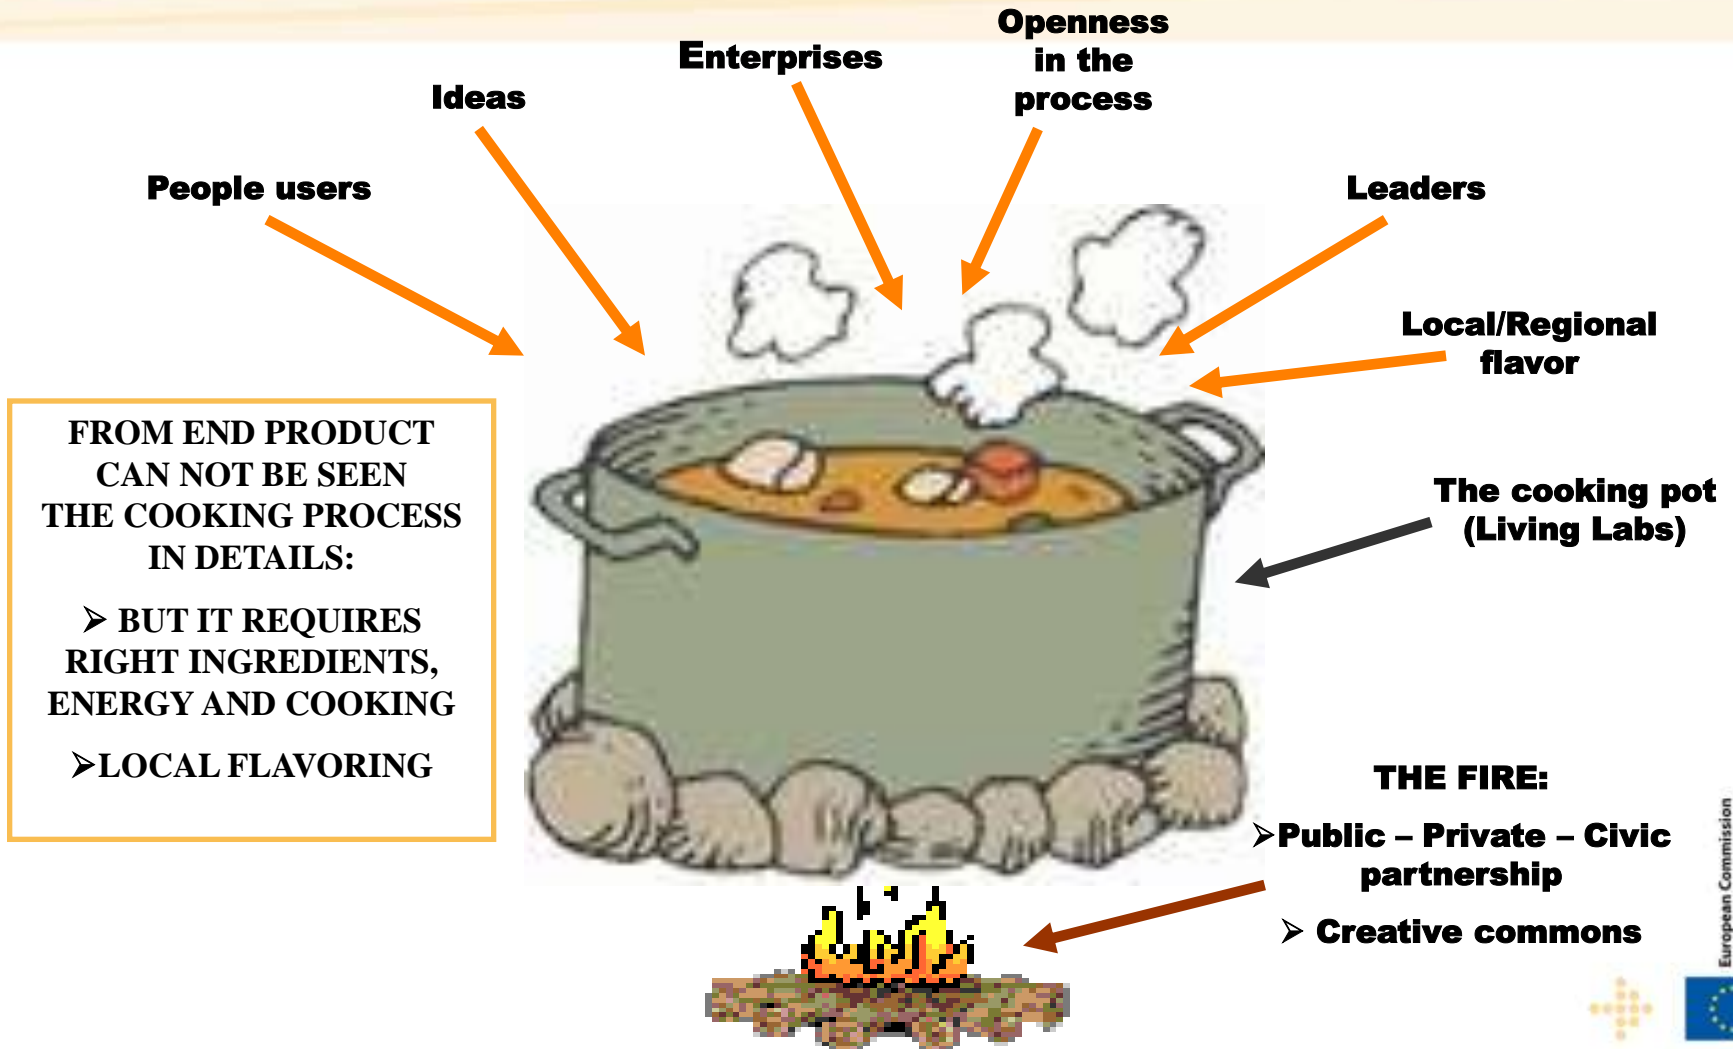 Openness
in the
process
Enterprises
Ideas
People users
Leaders
Local/Regional
flavor
The cooking pot
(Living Labs)
FROM END PRODUCT
CAN NOT BE SEEN
THE COOKING PROCESS
IN DETAILS:
➢ BUT IT REQUIRES
RIGHT INGREDIENTS,
ENERGY AND COOKING
➢LOCAL FLAVORING
THE FIRE:
➢Public – Private – Civic
partnership
➢ Creative commons
European Commission